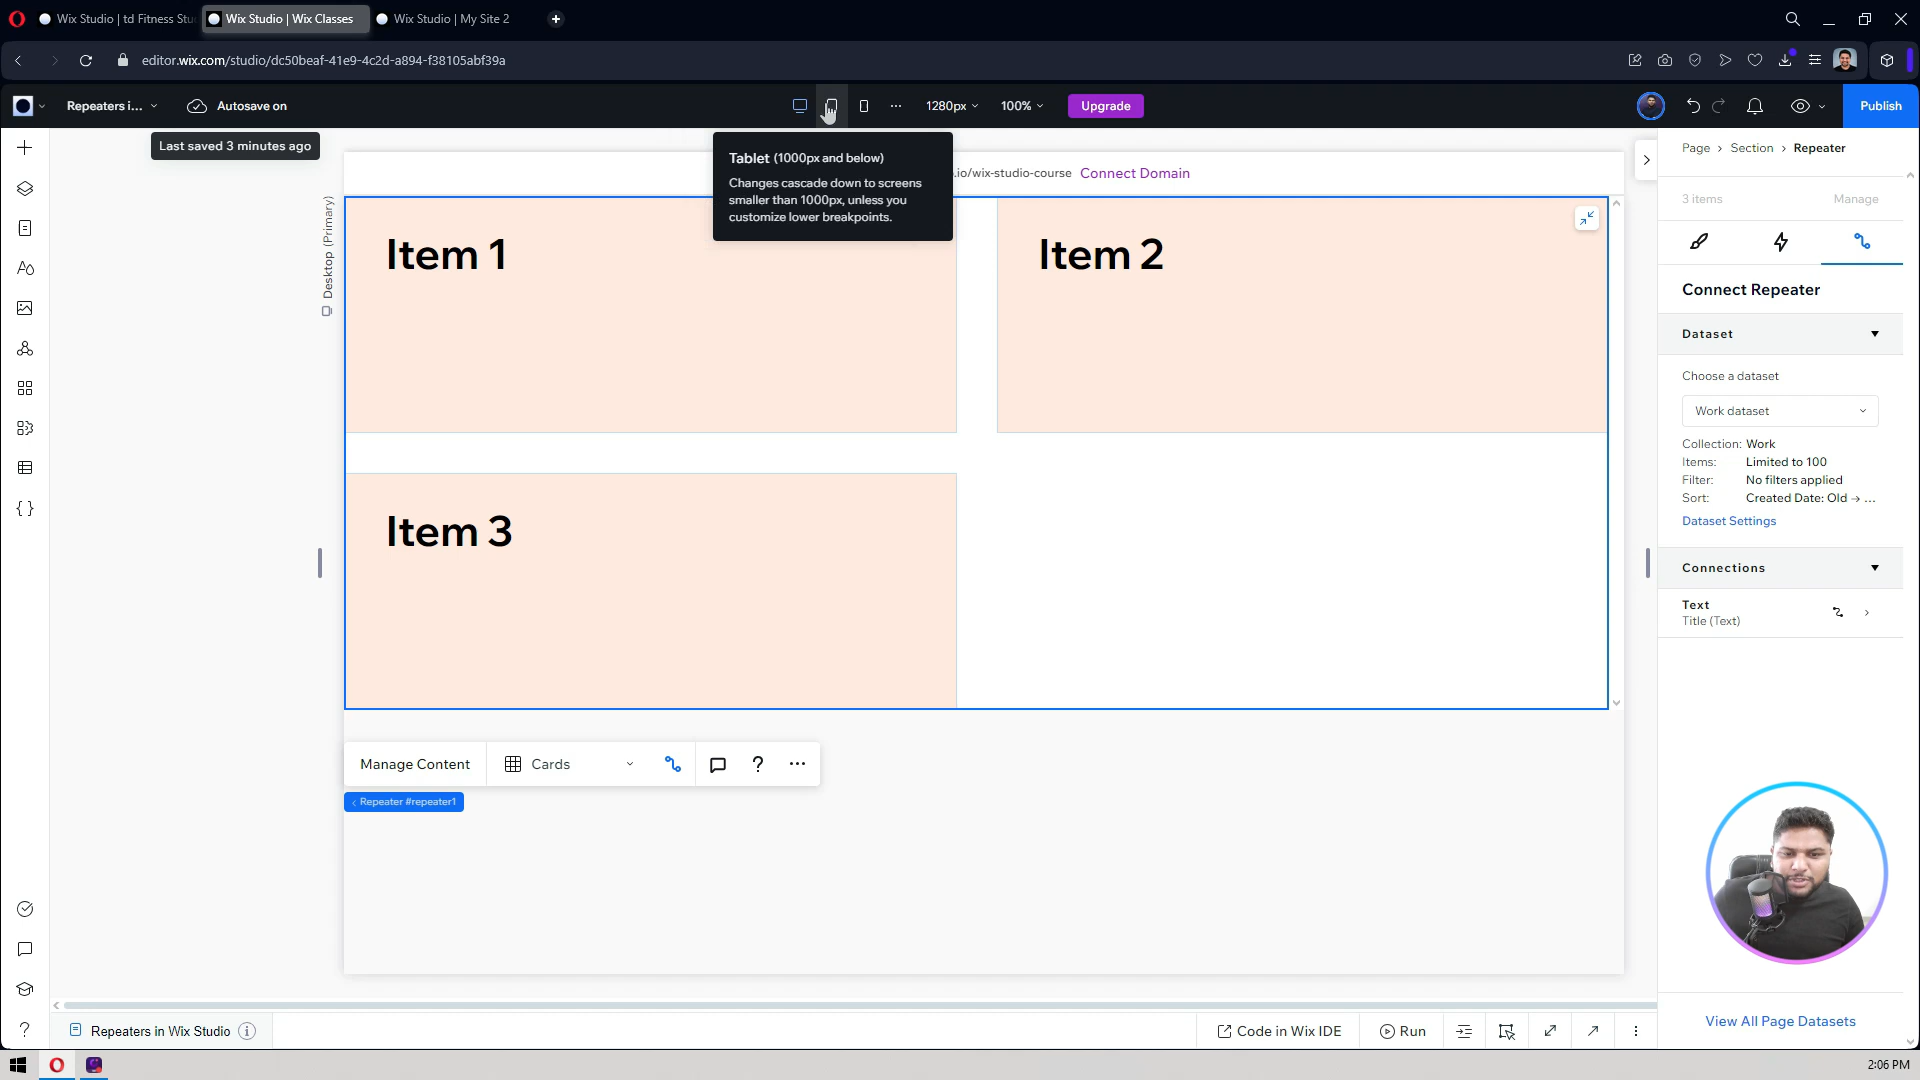 Wix Studio | td Fitness Stu
Wix Studio | Wix Classes
Wix Studio | My Site 2
editor.wix.com/studio/dc50beaf-41e9-4c2d-a894-f38105abf39a
Repeaters i...
Autosave on
1280px
100%
Upgrade
Publish
Last saved 3 minutes ago
Tablet (1000px and below)
Changes cascade down to screens
smaller than 1000px, unless you
customize lower breakpoints.
.io/wix-studio-course Connect Domain
Page > Section > Repeater
3 items
Manage
Desktop (Primary)
Item 1
Item 2
Item 3
Connect Repeater
Dataset
Choose a dataset
Work dataset
Collection: Work
Items: Limited to 100
Filter: No filters applied
Sort: Created Date: Old → ...
Dataset Settings
Connections
Text
Title (Text)
Manage Content
Cards
?
< Repeater #repeater1
?
Repeaters in Wix Studio
Code in Wix IDE
Run
View All Page Datasets
2:06 PM